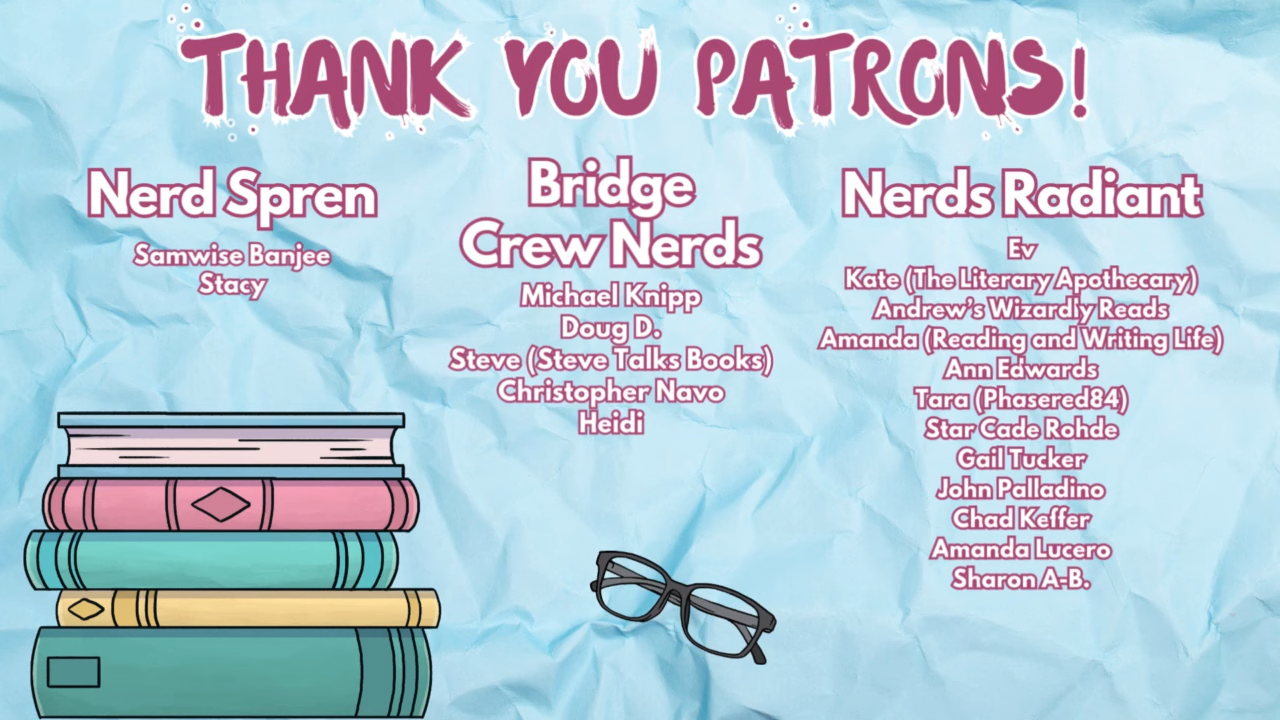 THANK YOU PATRONS!
Nerd Spren
Samwise Banjee
Stacy
Bridge
Crew Nerds
Michael Knipp
Doug D.
Steve (Steve Talks Books)
Christopher Navo
Heidi
Nerds Radiant
Ev
Kate (The Literary Apothecary)
Andrew's Wizardly Reads
Amanda (Reading and Writing Life)
Ann Edwards
Tara (Phasered84)
Star Cade Rohde
Gail Tucker
John Palladino
Chad Keffer
Amanda Lucero
Sharon A-B.